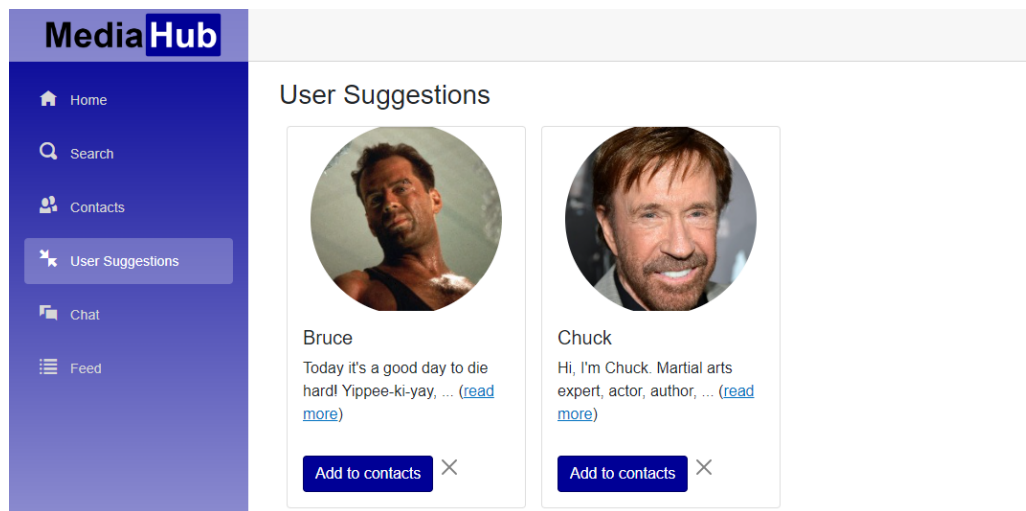 MediaHub
Home
Search
Contacts
User Suggestions
Chat
Feed
User Suggestions
Bruce
Today it's a good day to die
hard! Yippee-ki-yay, ... (read
more)
Add to contacts
Chuck
Hi, I'm Chuck. Martial arts
expert, actor, author, ... (read
more)
Add to contacts